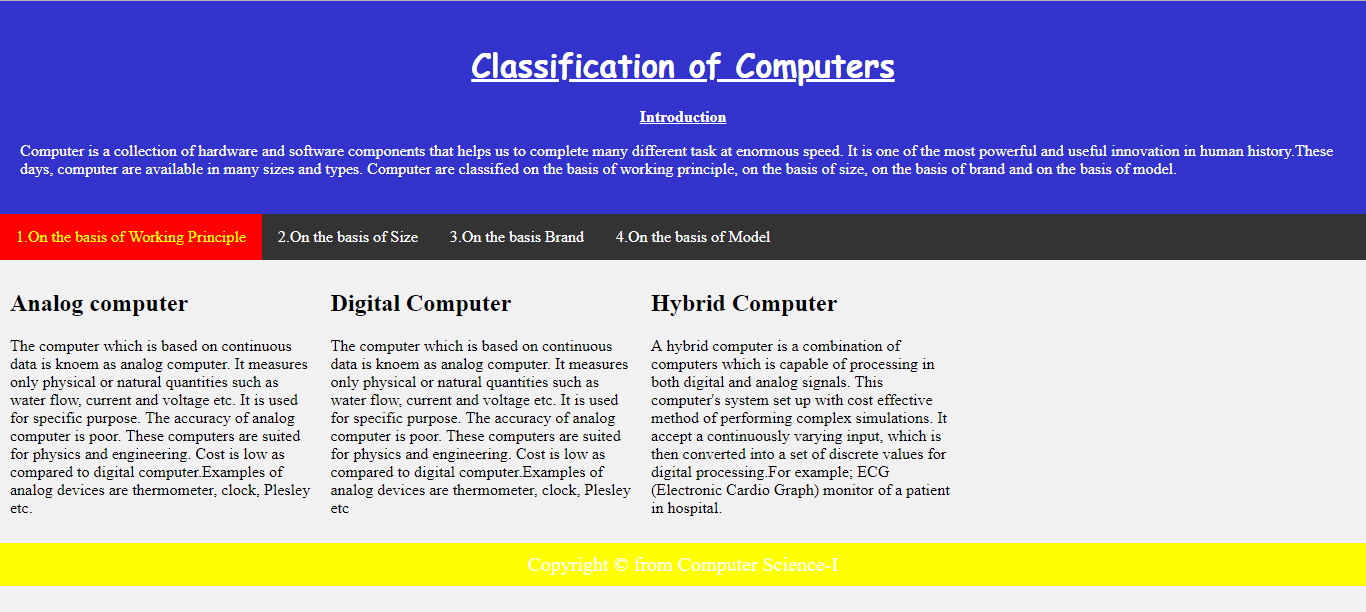 Classification of Computers
Introduction
Computer is a collection of hardware and software components that helps us to complete many different task at enormous speed. It is one of the most powerful and useful innovation in human history.These
days, computer are available in many sizes and types. Computer are classified on the basis of working principle, on the basis of size, on the basis of brand and on the basis of model.
1.On the basis of Working Principle
2.On the basis of Size
3.On the basis Brand
4.On the basis of Model
Analog computer
The computer which is based on continuous
data is knoem as analog computer. It measures
only physical or natural quantities such as
water flow, current and voltage etc. It is used
for specific purpose. The accuracy of analog
computer is poor. These computers are suited
for physics and engineering. Cost is low as
compared to digital computer.Examples of
analog devices are thermometer, clock, Plesley
etc.
Digital Computer
The computer which is based on continuous
data is knoem as analog computer. It measures
only physical or natural quantities such as
water flow, current and voltage etc. It is used
for specific purpose. The accuracy of analog
computer is poor. These computers are suited
for physics and engineering. Cost is low as
compared to digital computer.Examples of
analog devices are thermometer, clock, Plesley
etc
Hybrid Computer
A hybrid computer is a combination of
computers which is capable of processing in
both digital and analog signals. This
computer's system set up with cost effective
method of performing complex simulations. It
accept a continuously varying input, which is
then converted into a set of discrete values for
digital processing.For example; ECG
(Electronic Cardio Graph) monitor of a patient
in hospital.
Copyright © from Computer Science-I